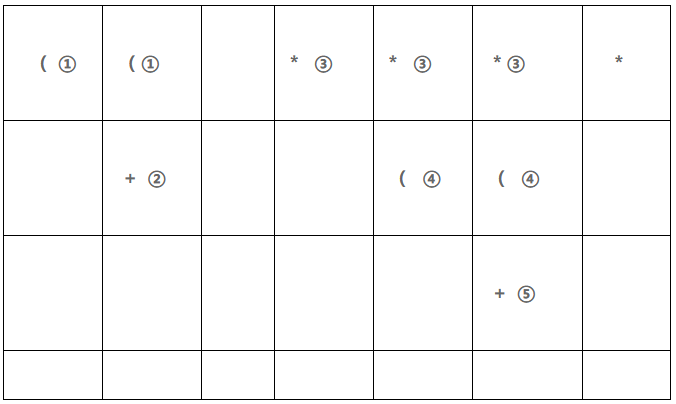 ( ① ( ① * ③ * ③ * ③ *
+ ② ( ④ ( ④
+ ⑤